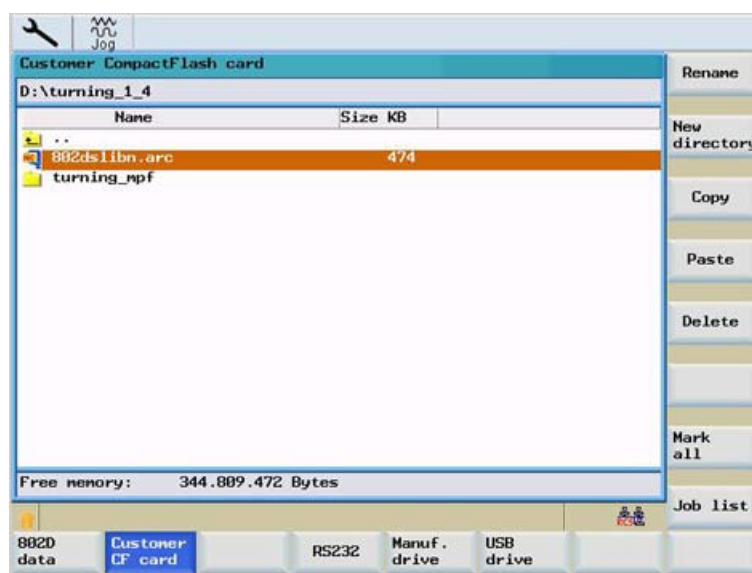 Jog
Customer CompactFlash card
D:\turning_1_4
Name Size KB
..
802dslibn.arc 474
turning_mpf
Free memory: 344.809.472 Bytes
Rename
New
directory
Copy
Paste
Delete
Mark
all
Job list
RCS
802D
data
Customer
CF card
RS232
Manuf.
drive
USB
drive